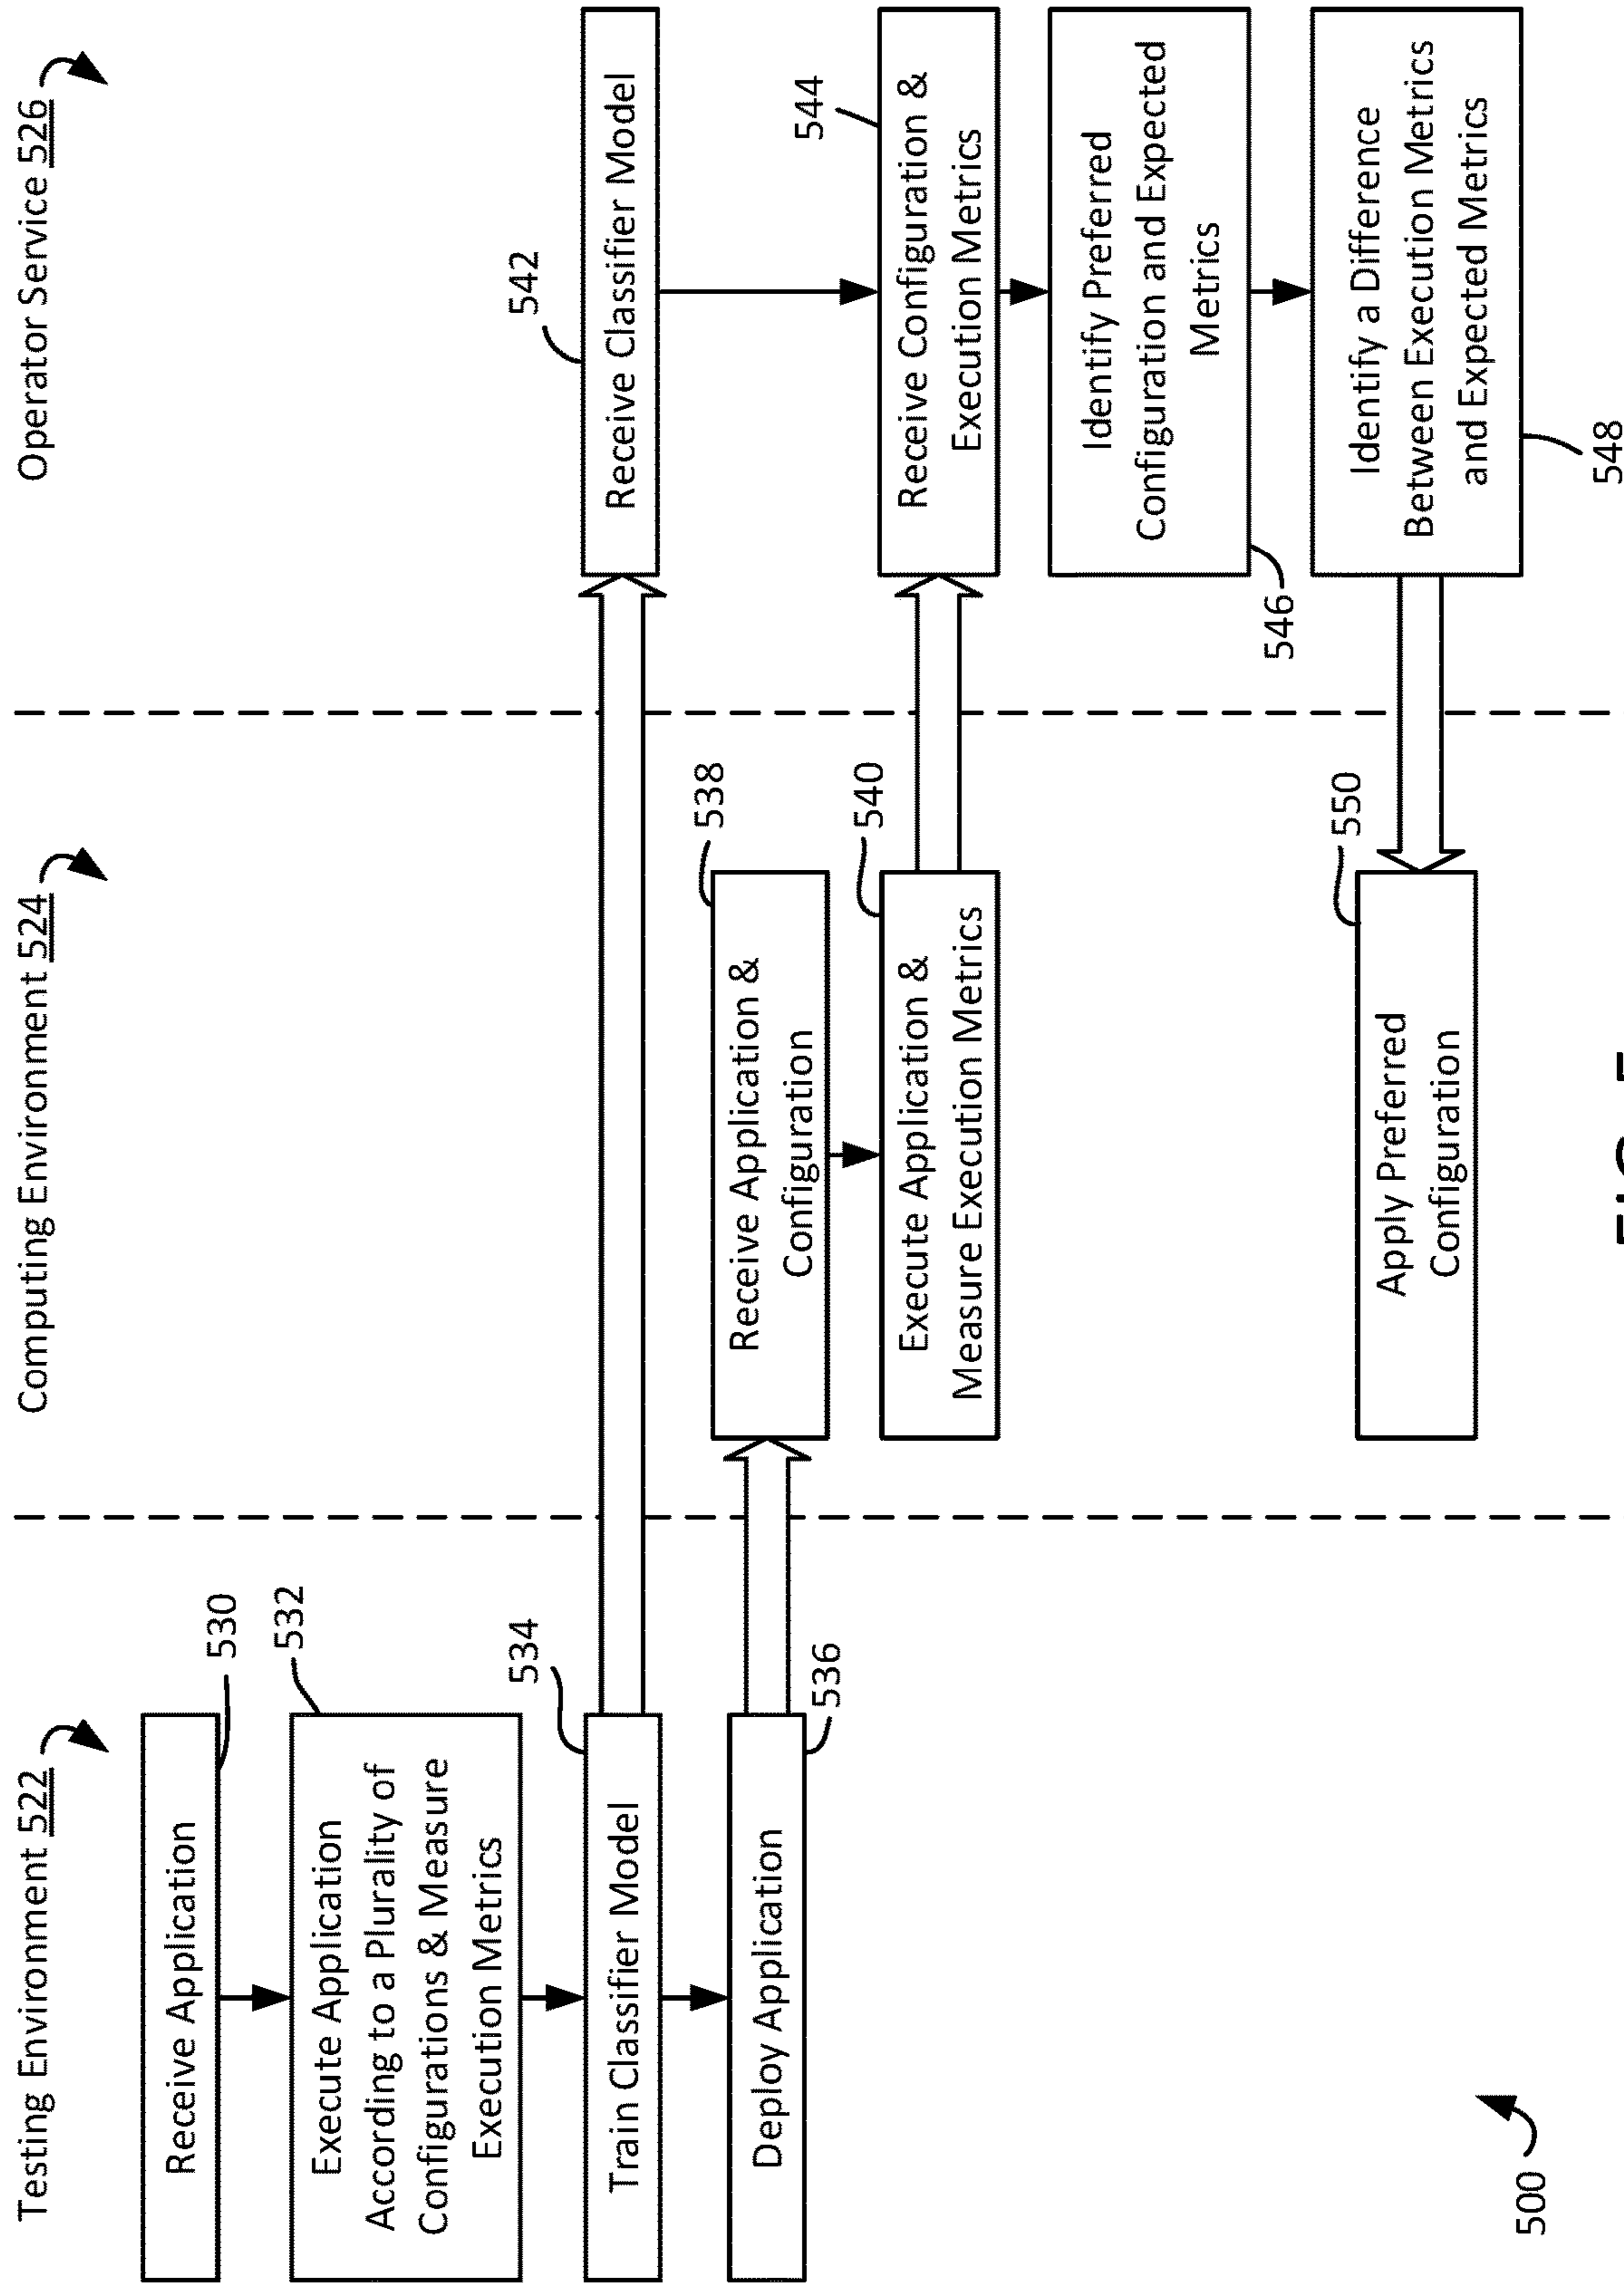 Testing Environment 522
Computing Environment 524
Operator Service 526
Receive Application
530
Execute Application
According to a Plurality of
Configurations & Measure
Execution Metrics
532
Train Classifier Model
534
Receive Classifier Model
542
Deploy Application
536
Receive Application &
Configuration
538
Execute Application &
Measure Execution Metrics
540
Receive Configuration &
Execution Metrics
544
Identify Preferred
Configuration and Expected
Metrics
546
Identify a Difference
Between Execution Metrics
and Expected Metrics
548
Apply Preferred
Configuration
550
500